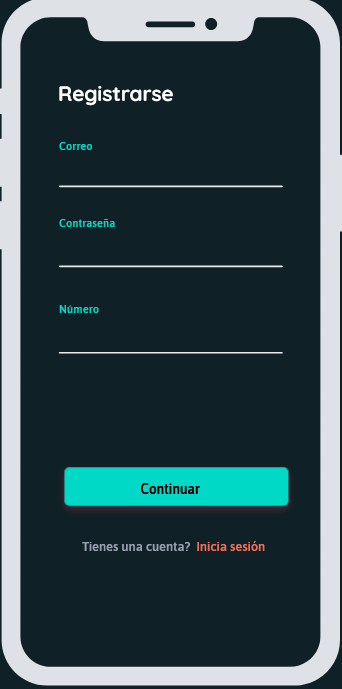 Registrarse
Correo
Contraseña
Número
Continuar
Tienes una cuenta? Inicia sesión